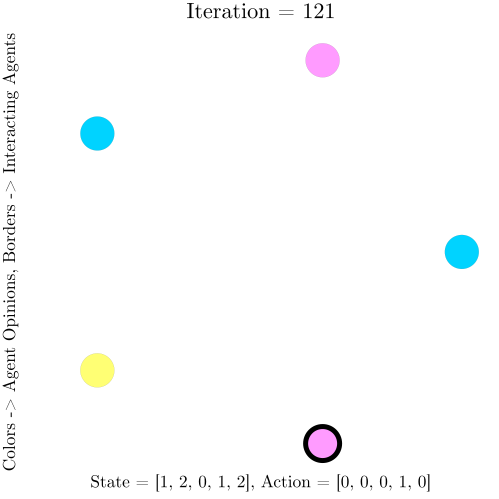 Iteration = 121
Colors -> Agent Opinions, Borders -> Interacting Agents
State = [1, 2, 0, 1, 2], Action = [0, 0, 0, 1, 0]